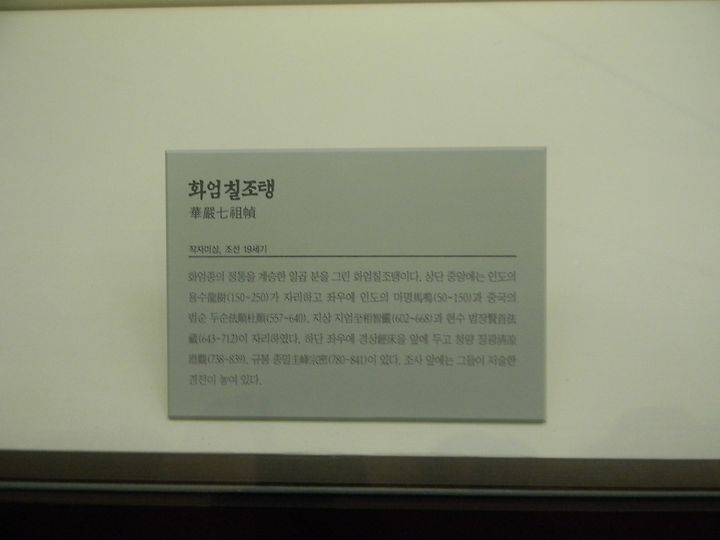 화엄칠조탱
華嚴七祖幀
작자미상, 조선 19세기
화엄종의 정통을 계승한 일곱 분을 그린 화엄칠조탱이다. 상단 중앙에는 인도의
용수龍樹(150~250)가 자리하고 좌우에 인도의 마명馬鳴(50~150)과 중국의
법순 두순法順杜順(557~640), 지상 지엄至相智儼(602~668)과 현수 법장賢首法
藏(643~712)이 자리하였다. 하단 좌우에 경상經床을 앞에 두고 청량 징관淸凉
澄觀(738~839), 규봉 종밀圭峰宗密(780~841)이 있다. 조사 앞에는 그들이 저술한
경전이 놓여 있다.